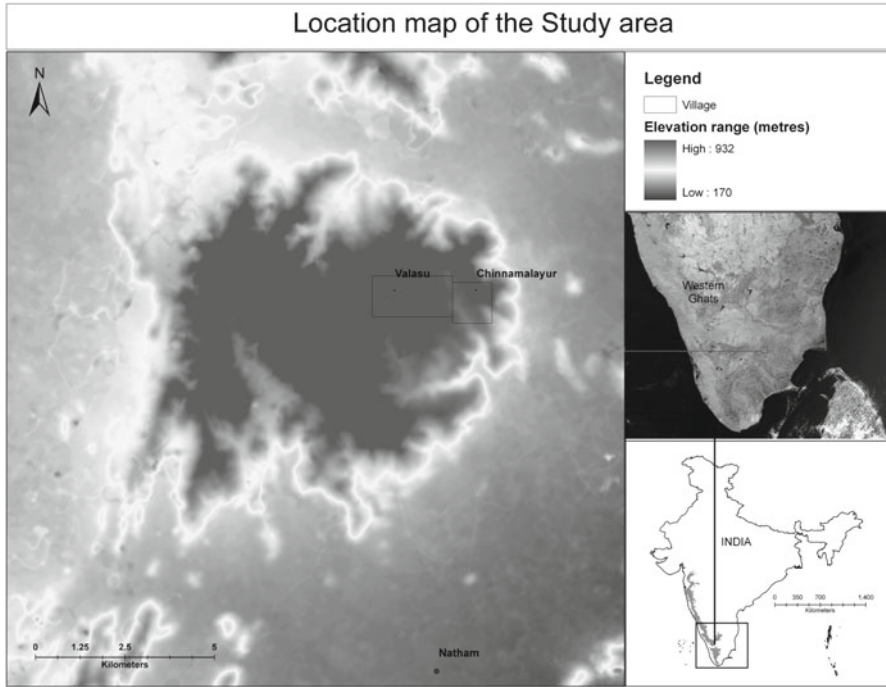 Location map of the Study area
N
Valasu
Chinnamalayur
Natham
0 1.25 2.5 5
Kilometers
Legend
Village
Elevation range (metres)
High : 932
Low : 170
Western
Ghats
INDIA
0 350 700 1,400
Kilometers